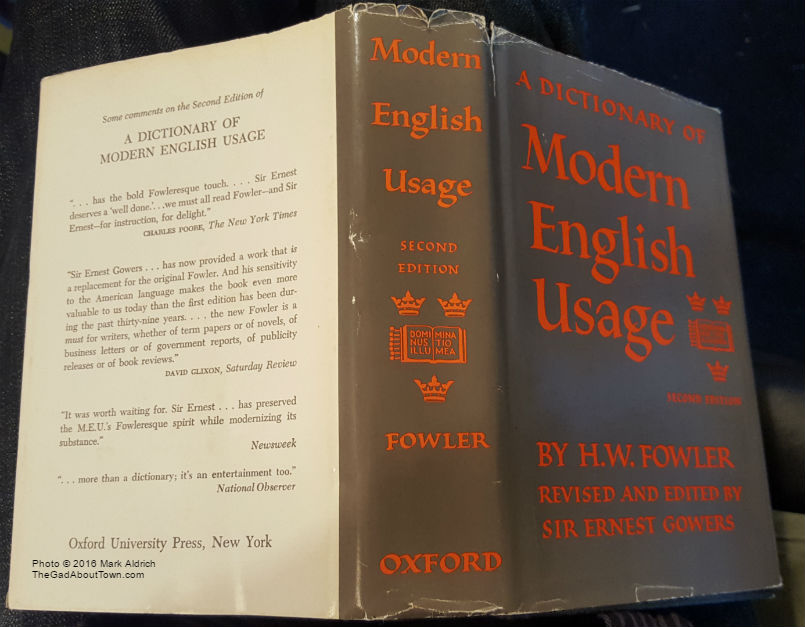 Some comments on the Second Edition of
A DICTIONARY OF
MODERN ENGLISH USAGE
". . . has the bold Fowleresque touch. . . . Sir Ernest
deserves a 'well done.'. . .we must all read Fowler—and Sir
Ernest—for instruction, for delight."
CHARLES POORE, The New York Times
"Sir Ernest Gowers . . . has now provided a work that is
a replacement for the original Fowler. And his sensitivity
to the American language makes the book even more
valuable to us today than the first edition has been dur-
ing the past thirty-nine years. . . . the new Fowler is a
must for writers, whether of term papers or of novels, of
business letters or of government reports, of publicity
releases or of book reviews."
DAVID GLIXON, Saturday Review
"It was worth waiting for. Sir Ernest . . . has preserved
the M.E.U.'s Fowleresque spirit while modernizing its
substance."
Newsweek
". . . more than a dictionary; it's an entertainment too."
National Observer
Oxford University Press, New York
Photo © 2016 Mark Aldrich
TheGadAboutTown.com
Modern
English
Usage
SECOND
EDITION
DOMI MINA
NUS TIO
ILLU MEA
FOWLER
OXFORD
A DICTIONARY OF
Modern
English
Usage
SECOND EDITION
BY H.W. FOWLER
REVISED AND EDITED BY
SIR ERNEST GOWERS